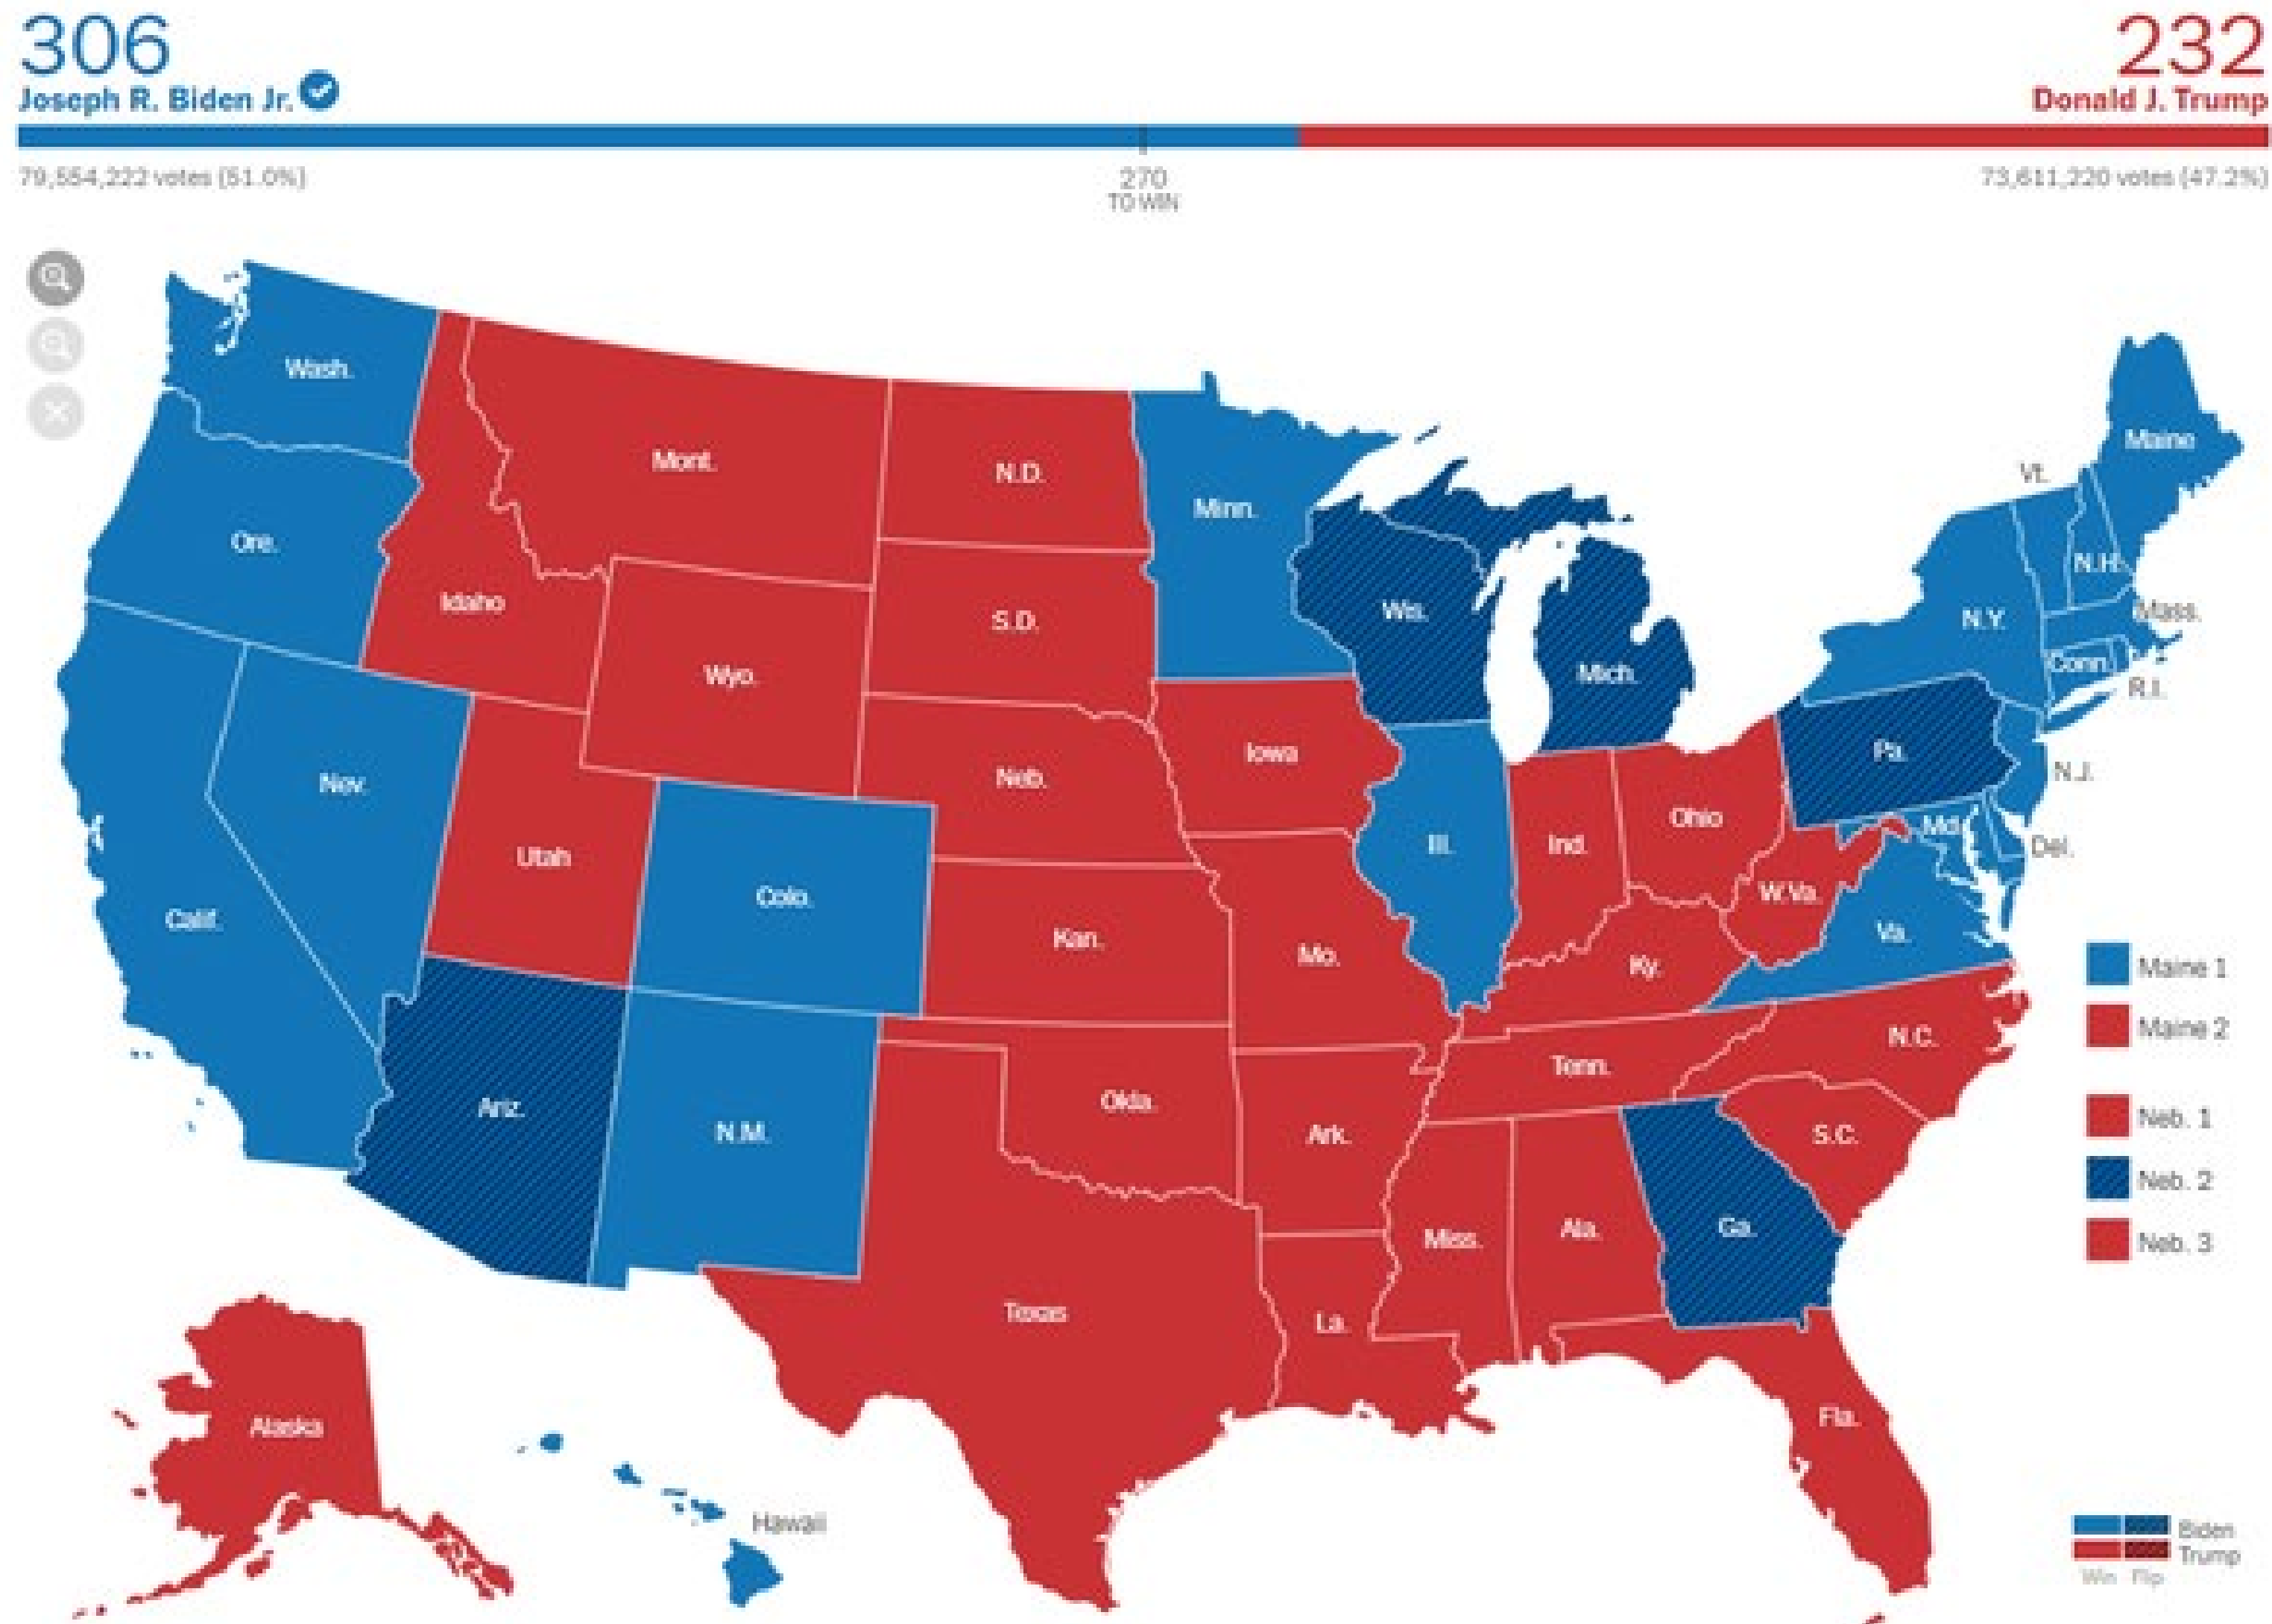 306
232
Joseph R. Biden Jr.
Donald J. Trump
79,554,222 votes (51.0%)
270
TO WIN
73,611,220 votes (47.2%)
Wash.
Mont.
N.D.
Minn.
Maine
Vt.
Ore.
Idaho
S.D.
Wis.
Mich.
N.Y.
N.H.
Mass.
Conn.
R.I.
Wyo.
Nev.
Utah
Colo.
Neb.
Iowa
Ill.
Ind.
Ohio
Pa.
N.J.
Md.
Del.
Calif.
Kan.
Mo.
Ky.
W.Va.
Va.
Maine 1
Maine 2
Ariz.
N.M.
Okla.
Ark.
Tenn.
N.C.
S.C.
Neb. 1
Neb. 2
Neb. 3
Texas
La.
Miss.
Ala.
Ga.
Fla.
Alaska
Hawaii
Biden
Trump
Win Flip